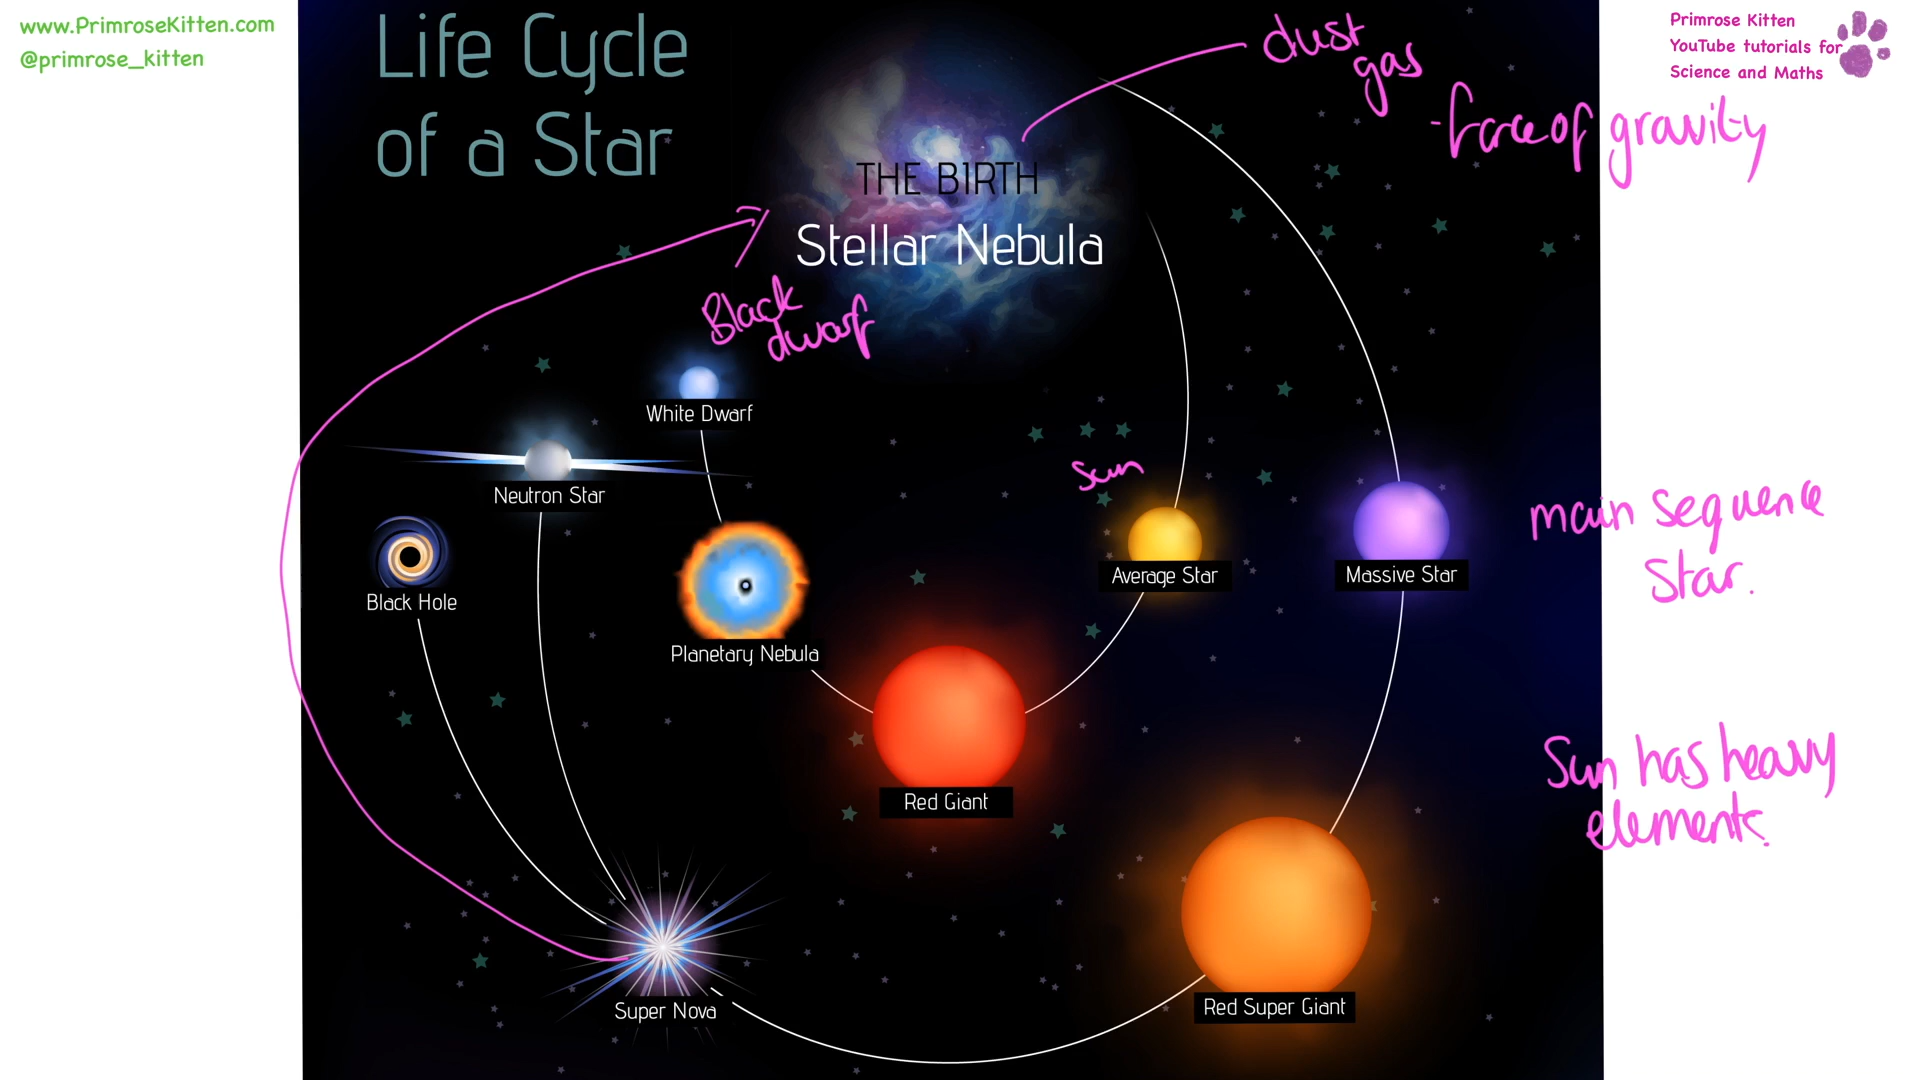 www.PrimroseKitten.com
@primrose_kitten
Primrose Kitten
YouTube tutorials for
Science and Maths
Life Cycle
of a Star
dust
gas
-force of gravity
THE BIRTH
Stellar Nebula
Black
dwarf
White Dwarf
Neutron Star
Black Hole
Planetary Nebula
Sun
Average Star
Massive Star
main sequence
Star.
Red Giant
Sun has heavy
elements.
Super Nova
Red Super Giant